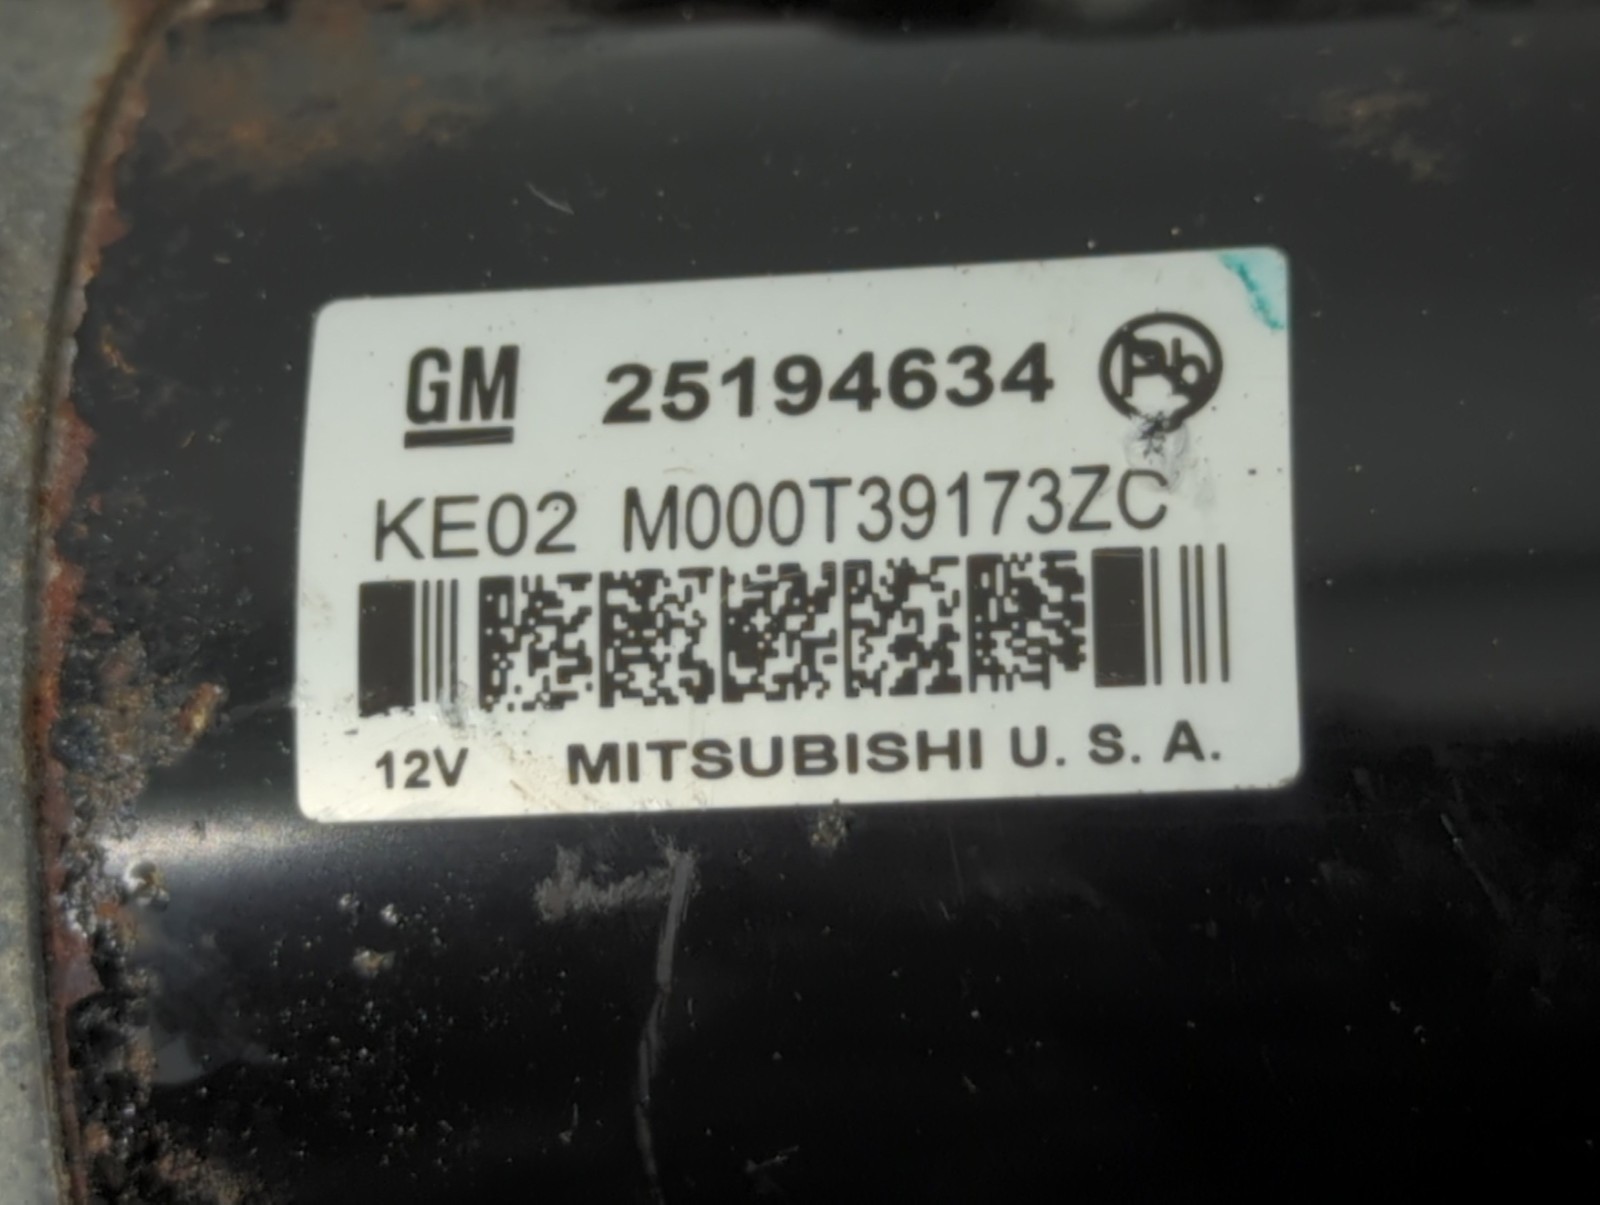 GM 25194634 Pb
KE02 M000T39173ZC
12V MITSUBISHI U. S. A.